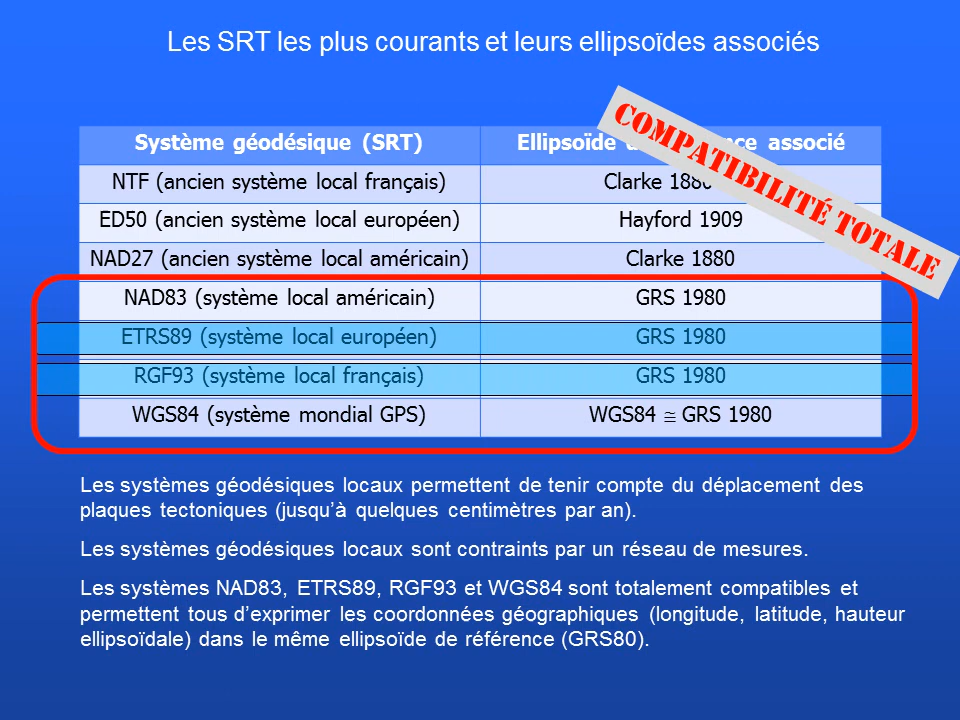 Les SRT les plus courants et leurs ellipsoïdes associés
COMPATIBILITÉ TOTALE
Système géodésique (SRT) Ellipsoïde associé
NTF (ancien système local français) Clarke 1880
ED50 (ancien système local européen) Hayford 1909
NAD27 (ancien système local américain) Clarke 1880
NAD83 (système local américain) GRS 1980
ETRS89 (système local européen) GRS 1980
RGF93 (système local français) GRS 1980
WGS84 (système mondial GPS) WGS84 ≅ GRS 1980
Les systèmes géodésiques locaux permettent de tenir compte du déplacement des
plaques tectoniques (jusqu’à quelques centimètres par an).
Les systèmes géodésiques locaux sont contraints par un réseau de mesures.
Les systèmes NAD83, ETRS89, RGF93 et WGS84 sont totalement compatibles et
permettent tous d’exprimer les coordonnées géographiques (longitude, latitude, hauteur
ellipsoïdale) dans le même ellipsoïde de référence (GRS80).